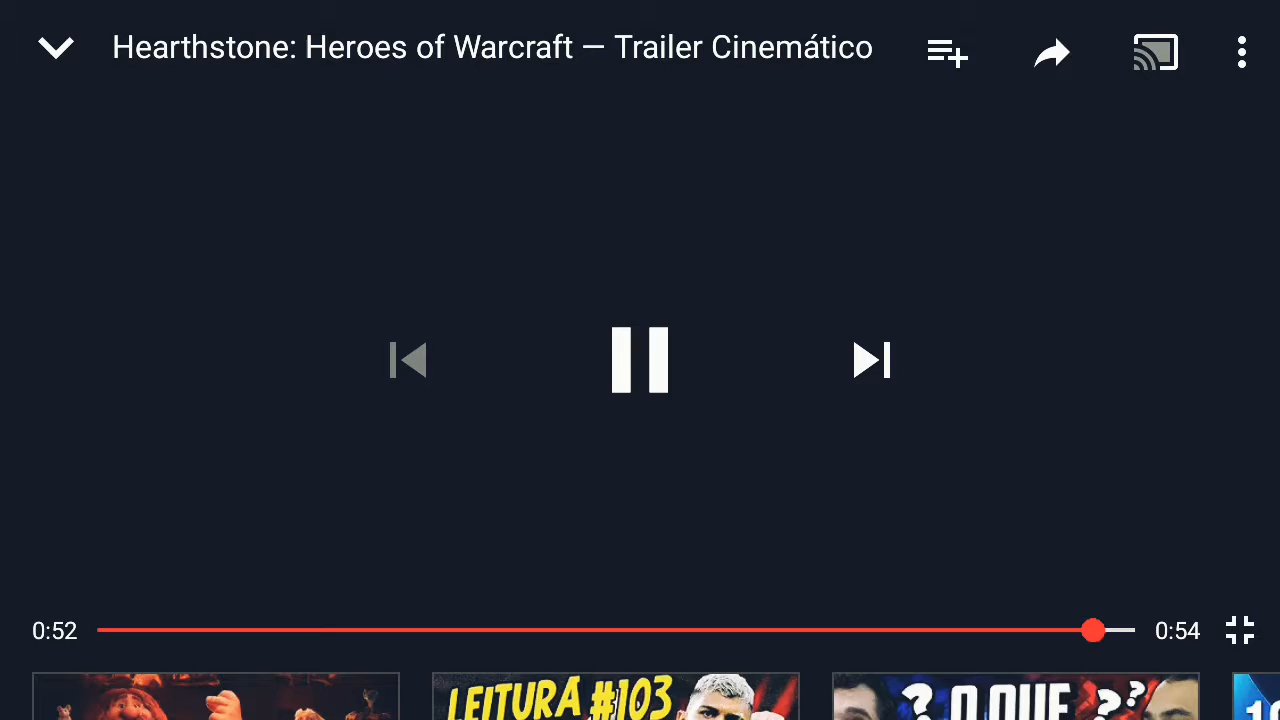 Hearthstone: Heroes of Warcraft — Trailer Cinemático
0:52
0:54
LEITURA #103
? O QUE ??